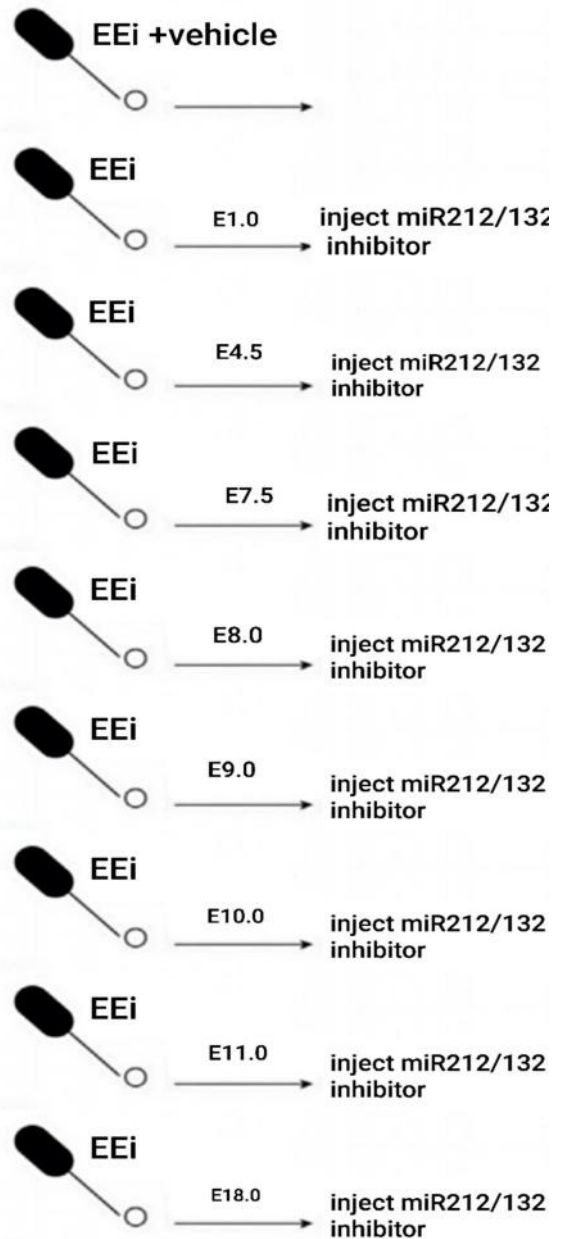 EEi +vehicle
EEi
E1.0
inject miR212/132
inhibitor
EEi
E4.5
inject miR212/132
inhibitor
EEi
E7.5
inject miR212/132
inhibitor
EEi
E8.0
inject miR212/132
inhibitor
EEi
E9.0
inject miR212/132
inhibitor
EEi
E10.0
inject miR212/132
inhibitor
EEi
E11.0
inject miR212/132
inhibitor
EEi
E18.0
inject miR212/132
inhibitor